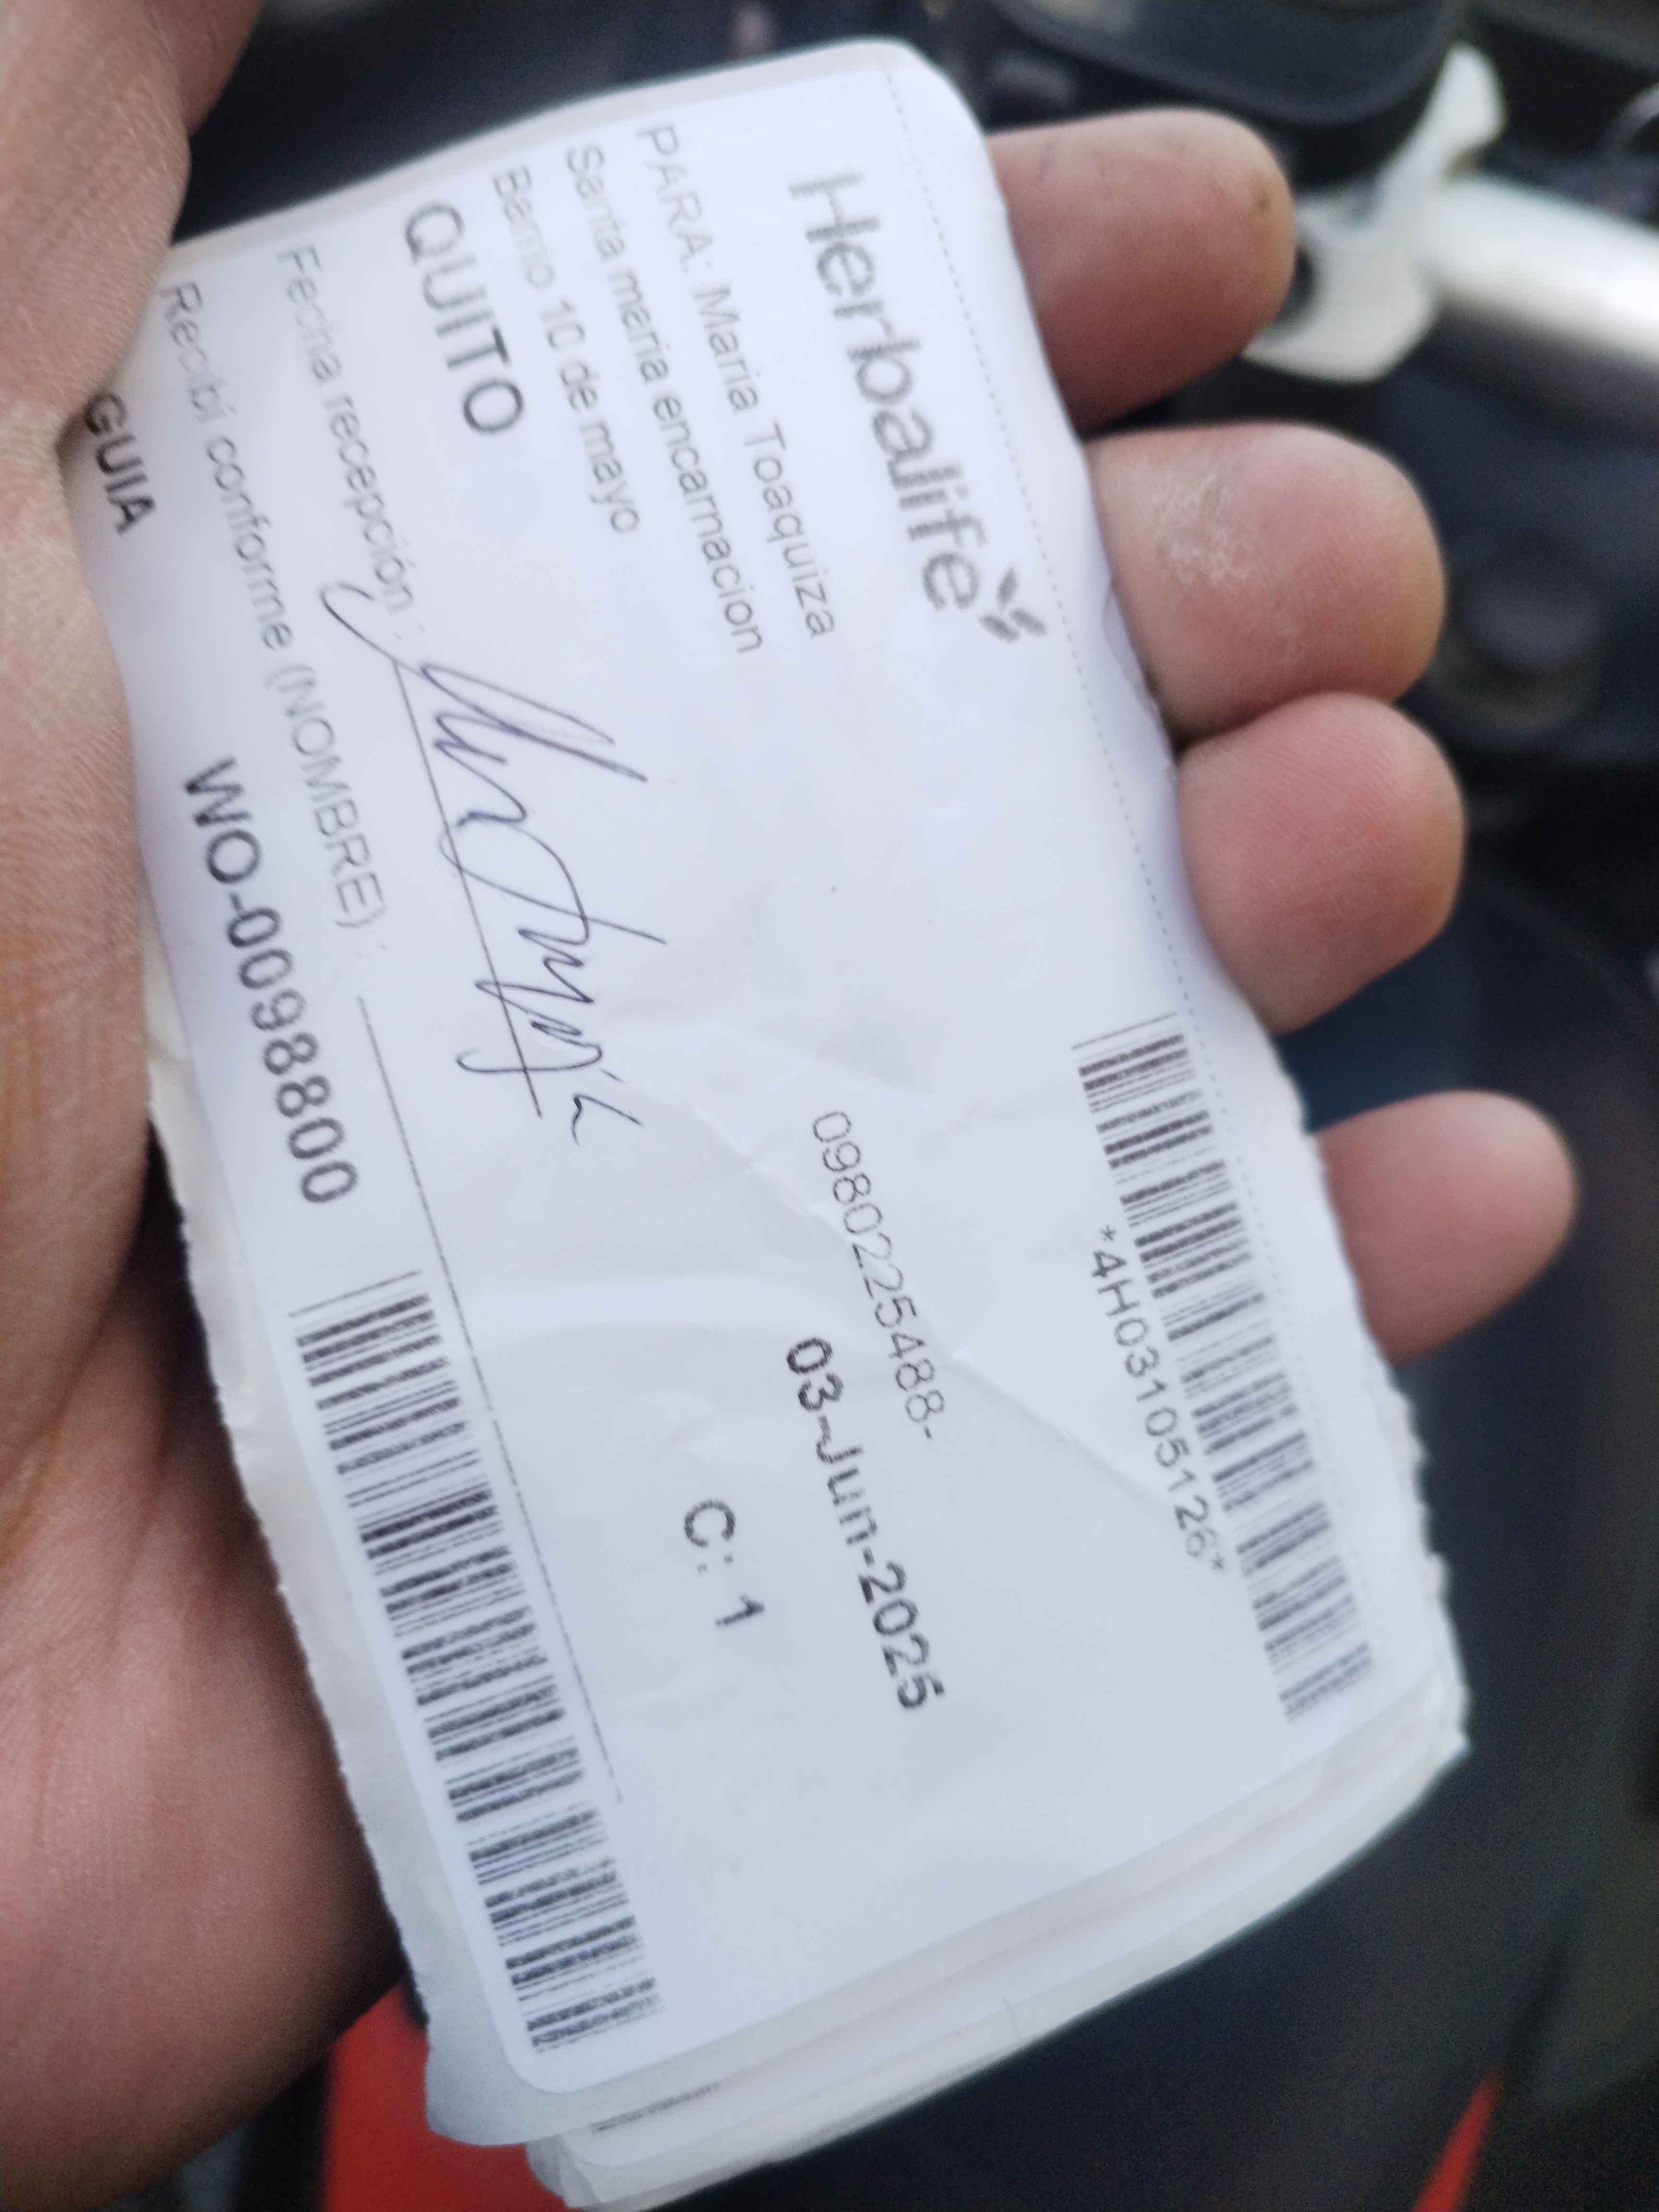 Herbalife
*4H03105126*
PARA: Maria Toaquiza
0980225488-
Santa maria encarnacion
Barrio 10 de mayo
03-Jun-2025
QUITO
C: 1
Fecha recepción :
Recibí conforme (NOMBRE) :
GUIA
WO-0098800